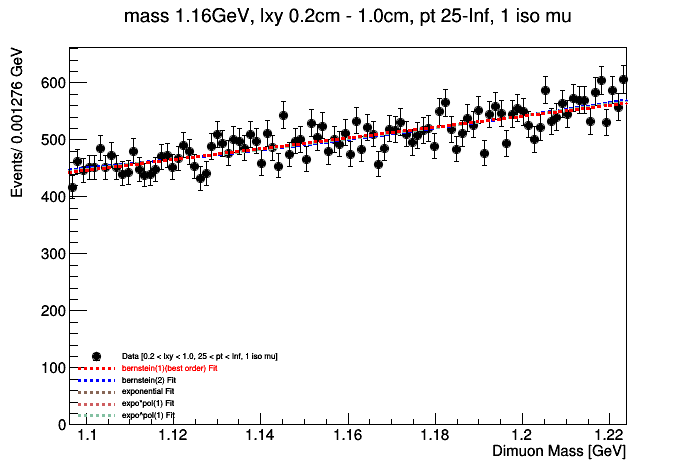 mass 1.16GeV, lxy 0.2cm - 1.0cm, pt 25-Inf, 1 iso mu
Events/ 0.001276 GeV
600
500
400
300
200
100
0
Data [0.2 < lxy < 1.0, 25 < pt < Inf, 1 iso mu]
bernstein(1)(best order) Fit
bernstein(2) Fit
exponential Fit
expo*pol(1) Fit
expo^pol(1) Fit
1.1 1.12 1.14 1.16 1.18 1.2 1.22
Dimuon Mass [GeV]